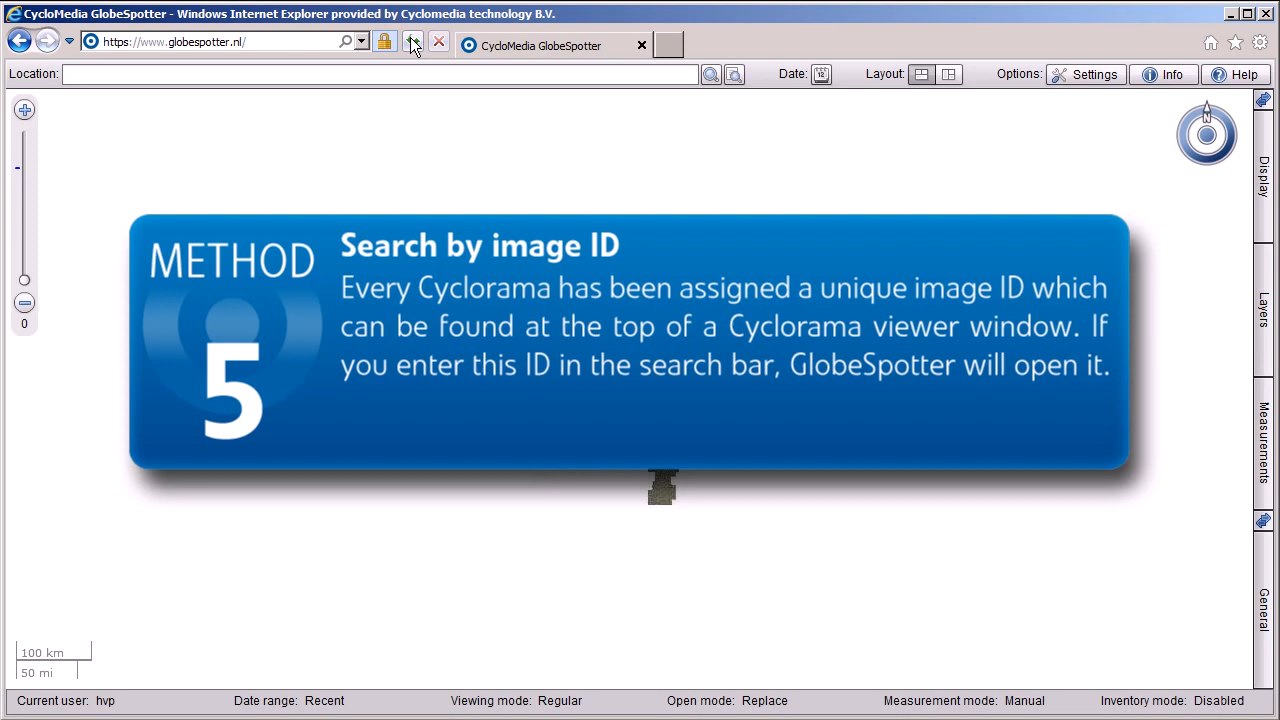 CycloMedia GlobeSpotter - Windows Internet Explorer provided by Cyclomedia technology B.V.
https://www.globespotter.nl/
CycloMedia GlobeSpotter
Location:
Date:
12
Layout:
Options:
Settings
Info
Help
N
Display
Layers
Measurements
General
METHOD
5
Search by image ID
Every Cyclorama has been assigned a unique image ID which
can be found at the top of a Cyclorama viewer window. If
you enter this ID in the search bar, GlobeSpotter will open it.
0
100 km
50 mi
Current user: hvp
Date range: Recent
Viewing mode: Regular
Open mode: Replace
Measurement mode: Manual
Inventory mode: Disabled